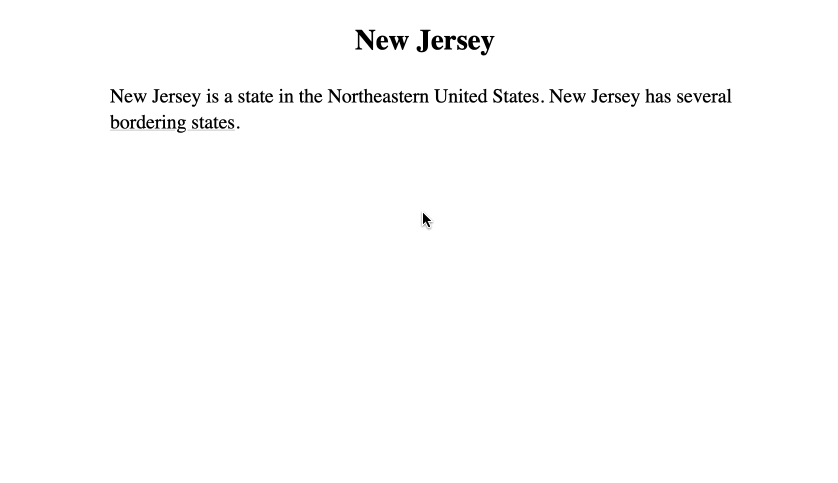 New Jersey
New Jersey is a state in the Northeastern United States. New Jersey has several
bordering states.